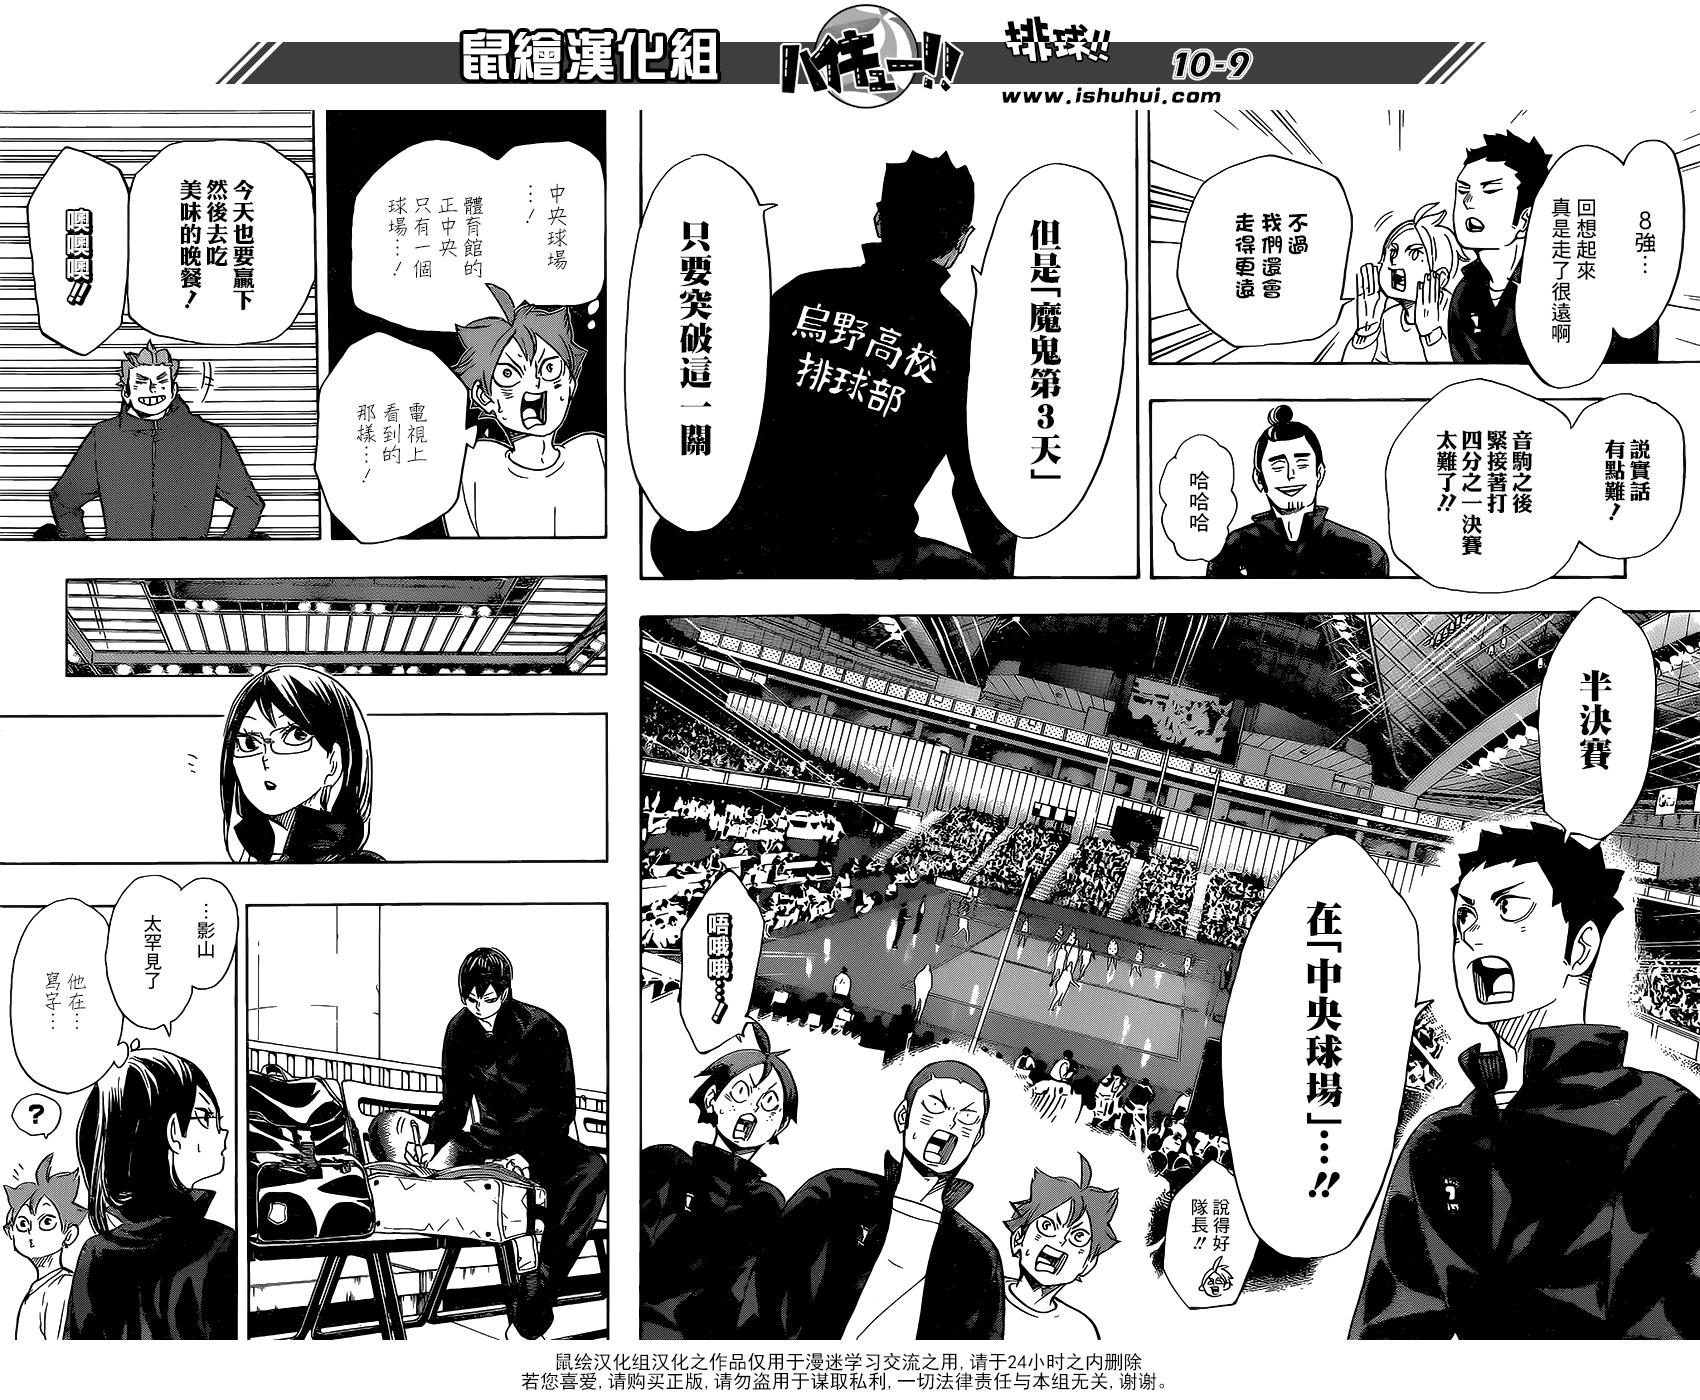 鼠繪漢化組
ハイキュー!!
排球!!
10-9
www.ishuhui.com
8強…
回想起來
真是走了很遠啊
不過
我們還會
走得更遠
説實話
有點難!
音駒之後
緊接著打
四分之一決賽
太難了!!
哈哈哈
但是「魔鬼第3天」
只要突破這一關
烏野高校
排球部
半決賽
在「中央球場」…!!
説得好
隊長!!
唔哦哦…!
中央球場
…!
體育館的
正中央
只有一個
球場…!
電視上
看到的
那樣…!
今天也要贏下
然後去吃
美味的晚餐!
噢噢噢!!
…影山
太罕見了
他在…
寫字…
?
鼠绘汉化组汉化之作品仅用于漫迷学习交流之用, 请于24小时之内删除
若您喜爱, 请购买正版, 请勿盗用于谋取私利, 一切法律责任与本组无关, 谢谢。